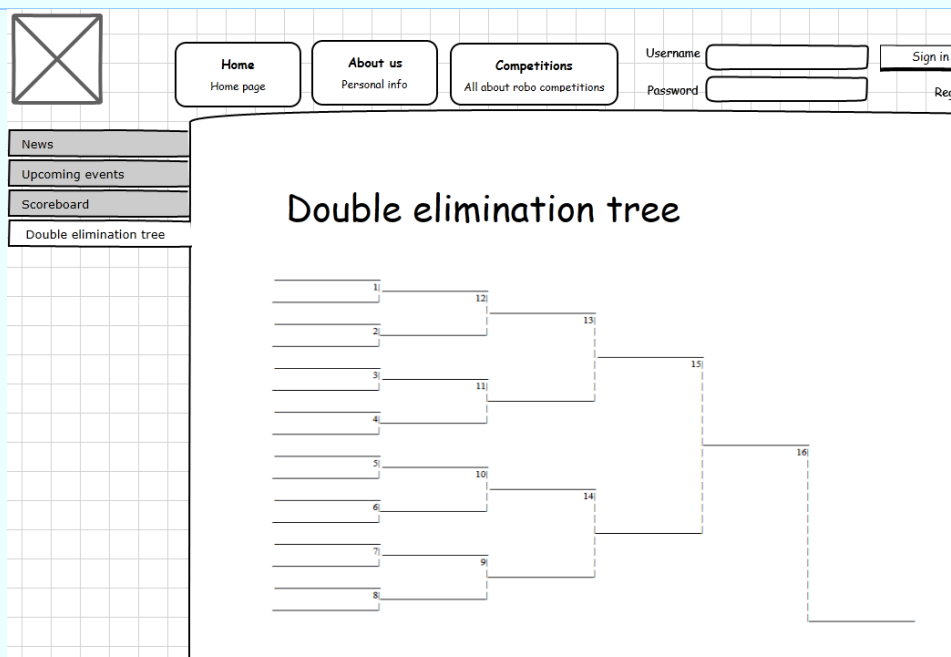 Home
Home page
About us
Personal info
Competitions
All about robo competitions
Username
Password
Sign in
News
Upcoming events
Scoreboard
Double elimination tree
Double elimination tree
1
12
13
2
15
3
11
4
16
5
10
14
6
7
9
8